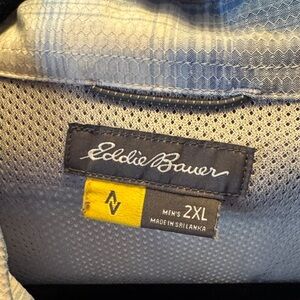 Eddie Bauer
MEN'S 2XL
MADE IN SRI LANKA